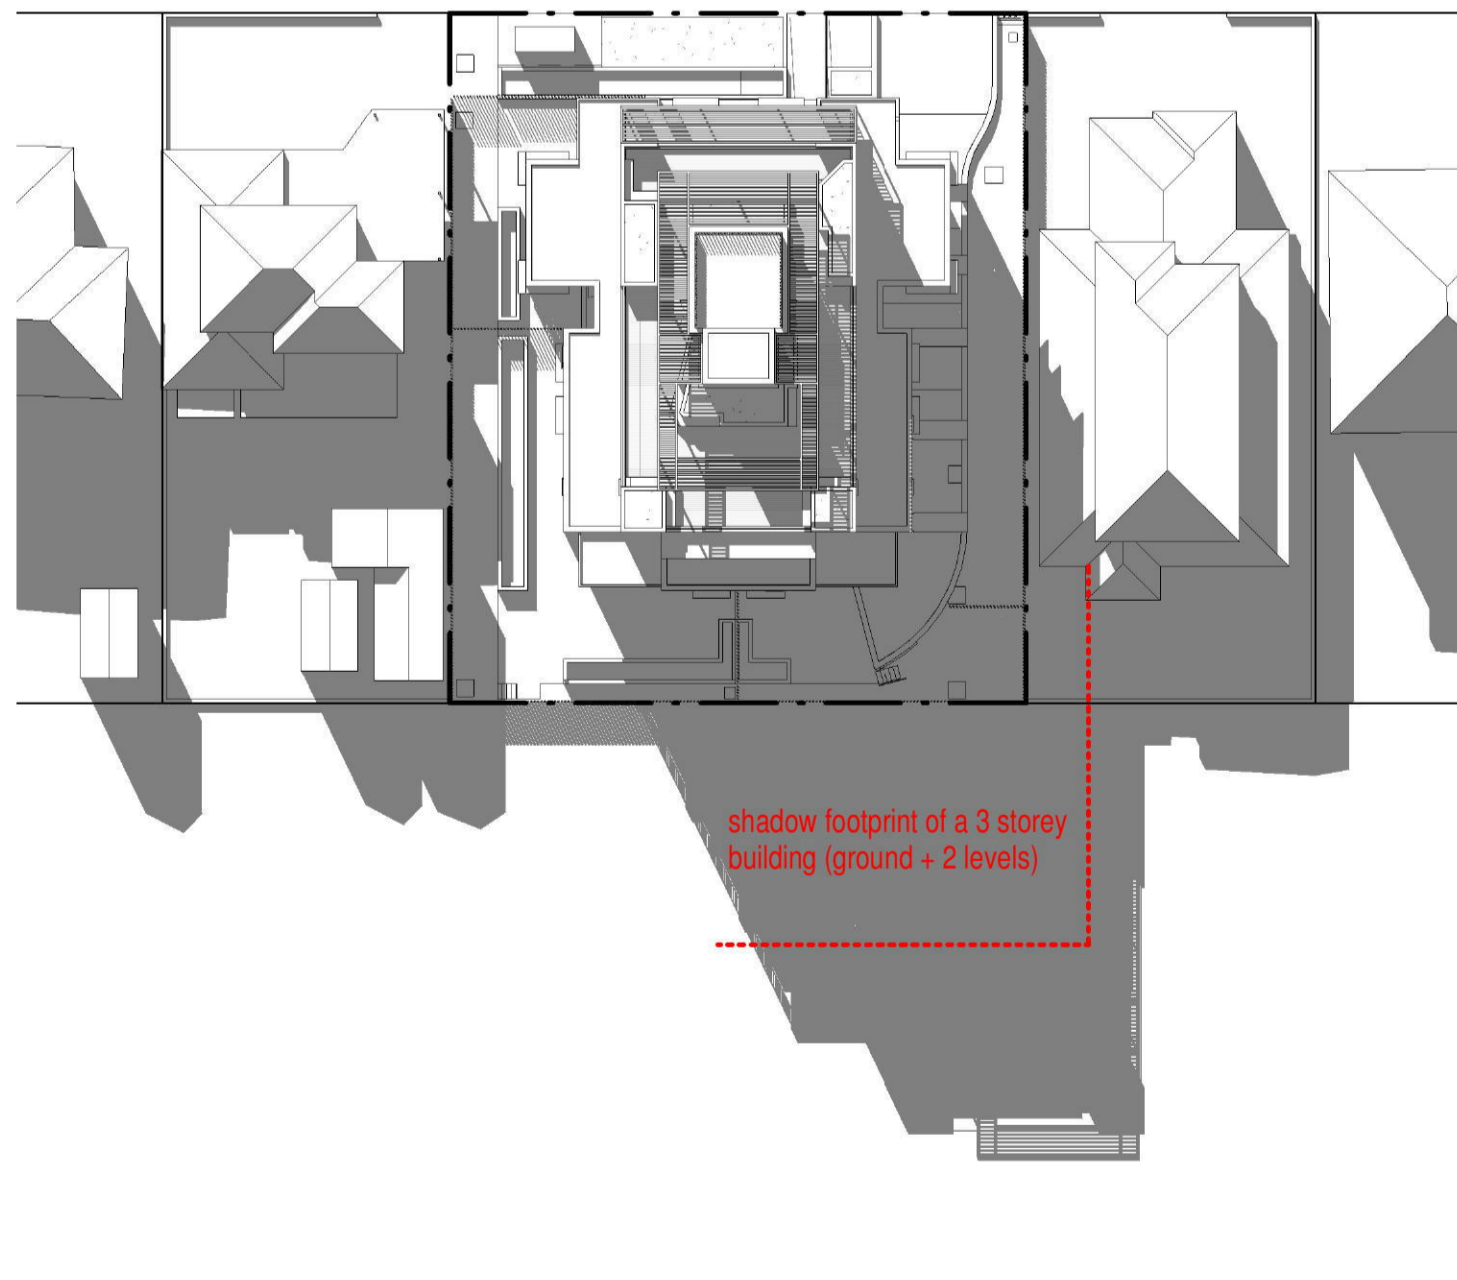 shadow footprint of a 3 storey
building (ground + 2 levels)